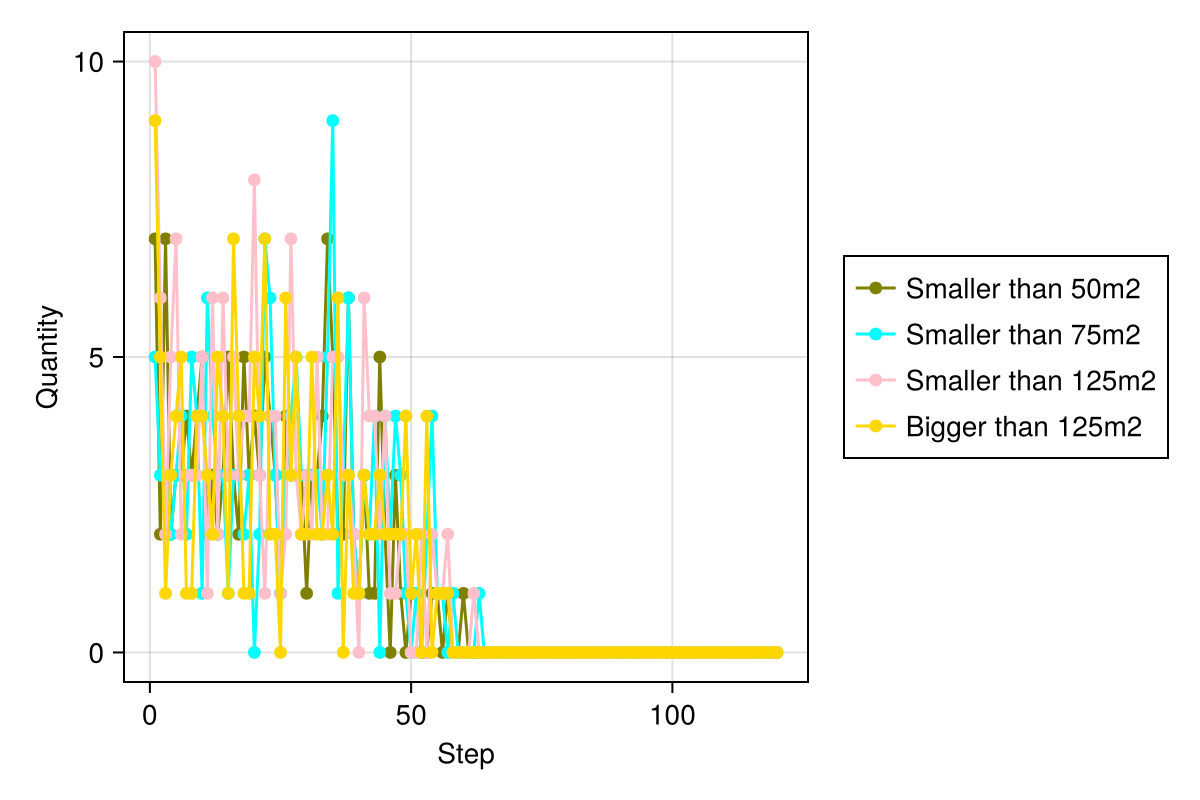 10
5
0
Quantity
0
50
100
Step
Smaller than 50m2
Smaller than 75m2
Smaller than 125m2
Bigger than 125m2